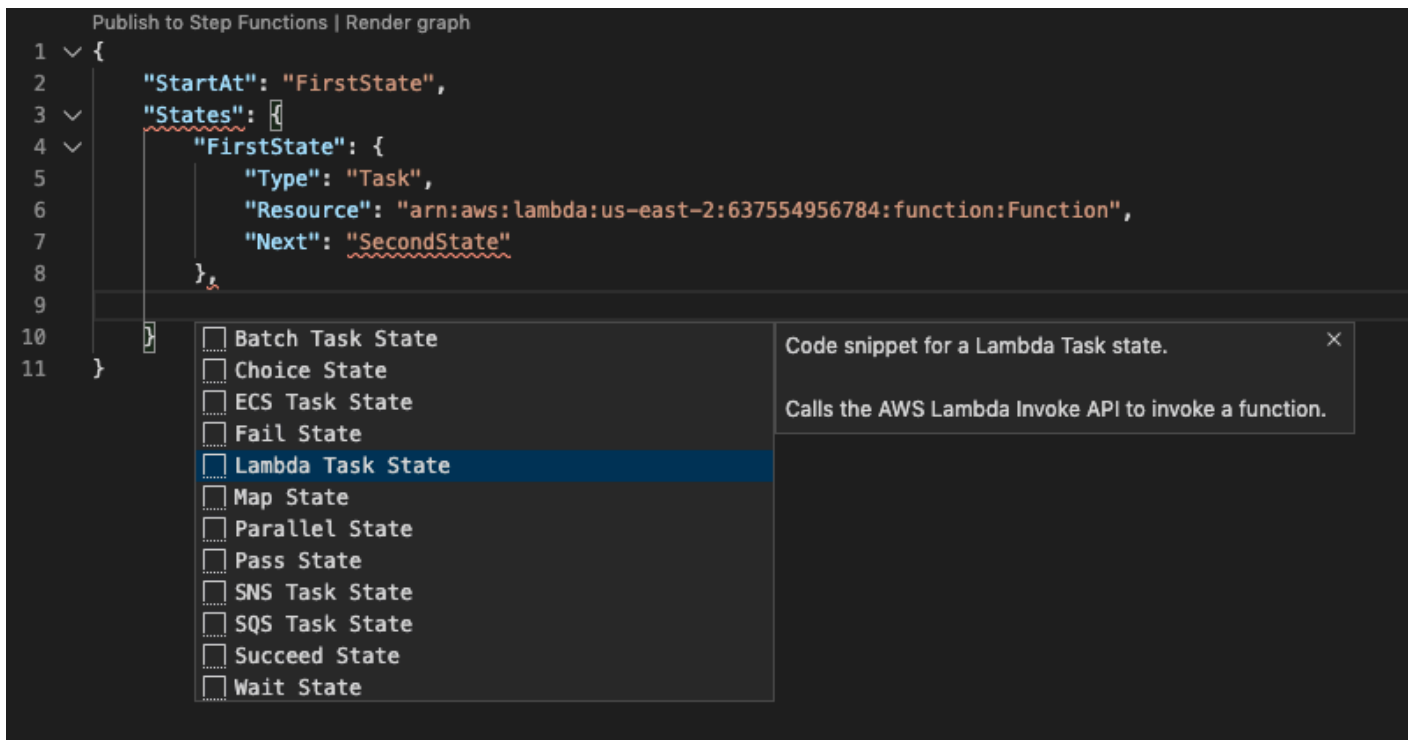 Publish to Step Functions | Render graph
1 {
2 "StartAt": "FirstState",
3 "States": {
4 "FirstState": {
5 "Type": "Task",
6 "Resource": "arn:aws:lambda:us-east-2:637554956784:function:Function",
7 "Next": "SecondState"
8 },
9
10 }
11 }
Batch Task State
Choice State
ECS Task State
Fail State
Lambda Task State
Map State
Parallel State
Pass State
SNS Task State
SQS Task State
Succeed State
Wait State
Code snippet for a Lambda Task state.
Calls the AWS Lambda Invoke API to invoke a function.